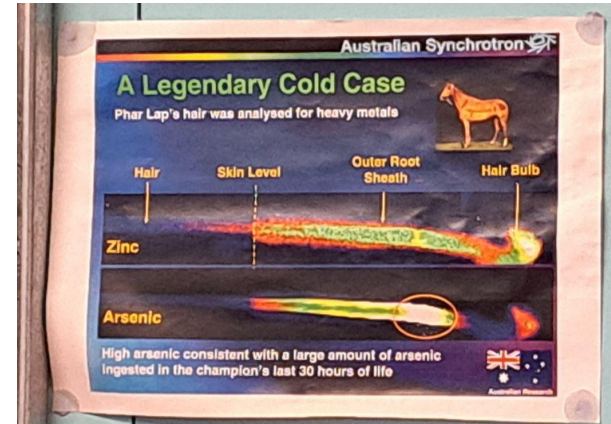 Australian Synchrotron
A Legendary Cold Case
Phar Lap's hair was analysed for heavy metals
Hair
Skin Level
Outer Root
Sheath
Hair Bulb
Zinc
Arsenic
High arsenic consistent with a large amount of arsenic
ingested in the champion's last 30 hours of life
Australian Research